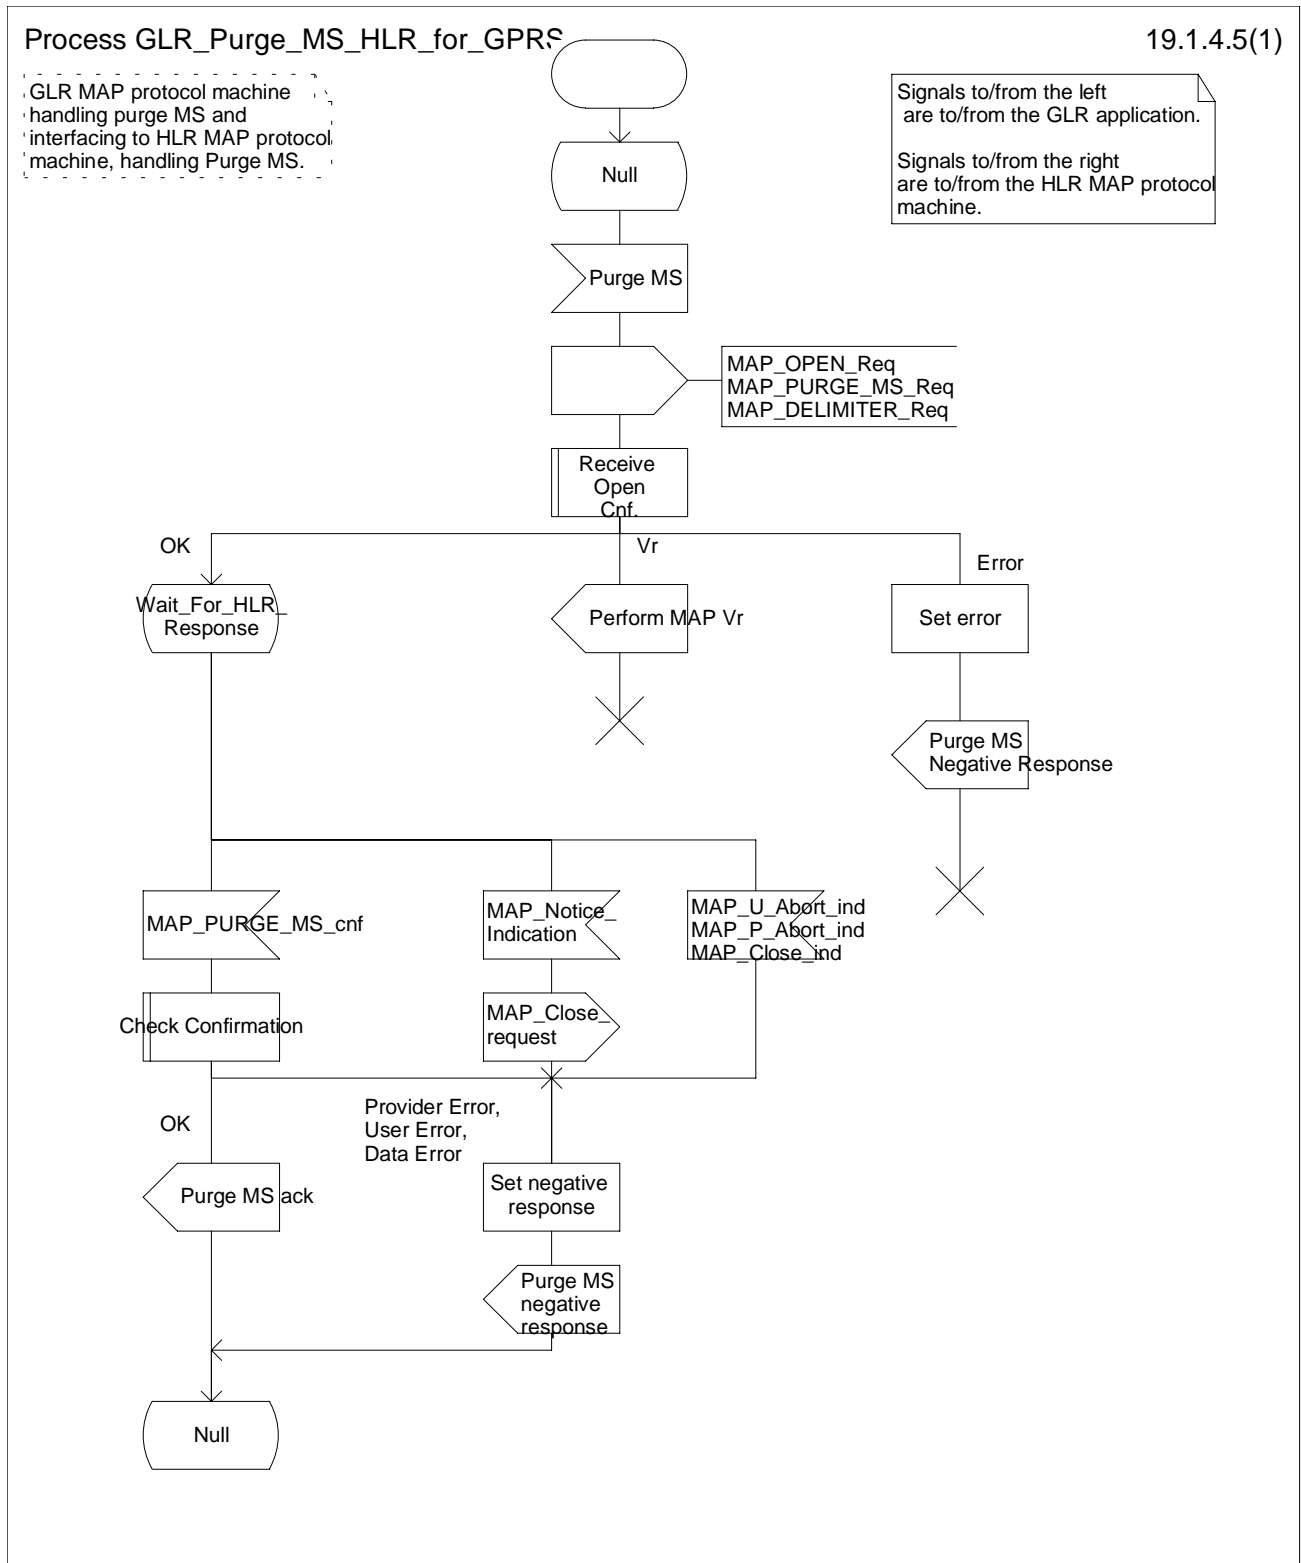 Process GLR_Purge_MS_HLR_for_GPRS
19.1.4.5(1)
GLR MAP protocol machine
handling purge MS and
interfacing to HLR MAP protocol
machine, handling Purge MS.
Signals to/from the left
are to/from the GLR application.
Signals to/from the right
are to/from the HLR MAP protocol
machine.
Null
Purge MS
MAP_OPEN_Req
MAP_PURGE_MS_Req
MAP_DELIMITER_Req
Receive
Open
Cnf.
OK
Vr
Error
Wait_For_HLR_
Response
Perform MAP Vr
Set error
Purge MS
Negative Response
MAP_PURGE_MS_cnf
MAP_Notice_
Indication
MAP_U_Abort_ind
MAP_P_Abort_ind
MAP_Close_ind
Check Confirmation
MAP_Close_
request
OK
Provider Error,
User Error,
Data Error
Purge MS ack
Set negative
response
Purge MS
negative
response
Null